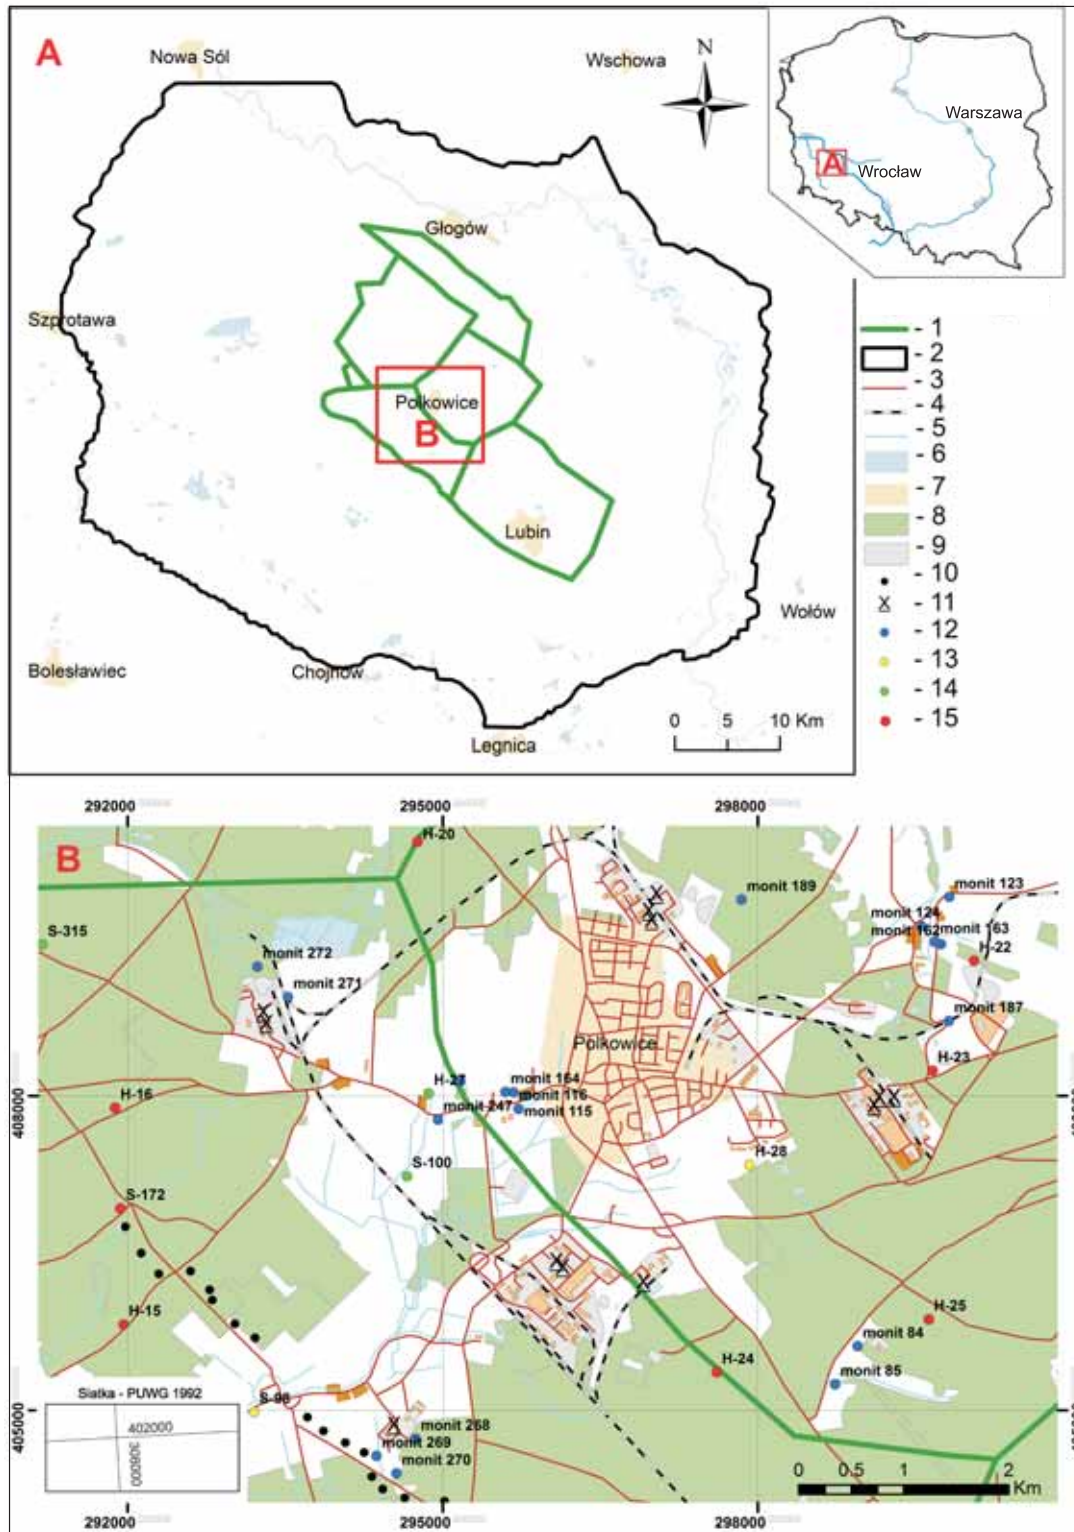 A
Nowa Sól
Wschowa
N
Warszawa
A
Wrocław
Głogów
Szprotawa
Polkowice
B
Lubin
Wołów
Bolesławiec
Chojnów
Legnica
0 5 10 Km
- 1
- 2
- 3
- 4
- 5
- 6
- 7
- 8
- 9
- 10
- 11
- 12
- 13
- 14
- 15
292000 295000 298000
B
H-20
monit 189
monit 123
monit 124
monit 162
monit 163
S-315
H-22
monit 272
monit 271
monit 187
Polkowice
H-23
H-27
monit 164
H-16
monit 116
monit 247
monit 115
408000
H-28
S-100
S-172
H-15
H-25
monit 84
H-24
monit 85
Siatka - PUWG 1992
402000
308000
S-98
405000
monit 268
monit 269
monit 270
0 0.5 1 2
Km
292000 295000 298000